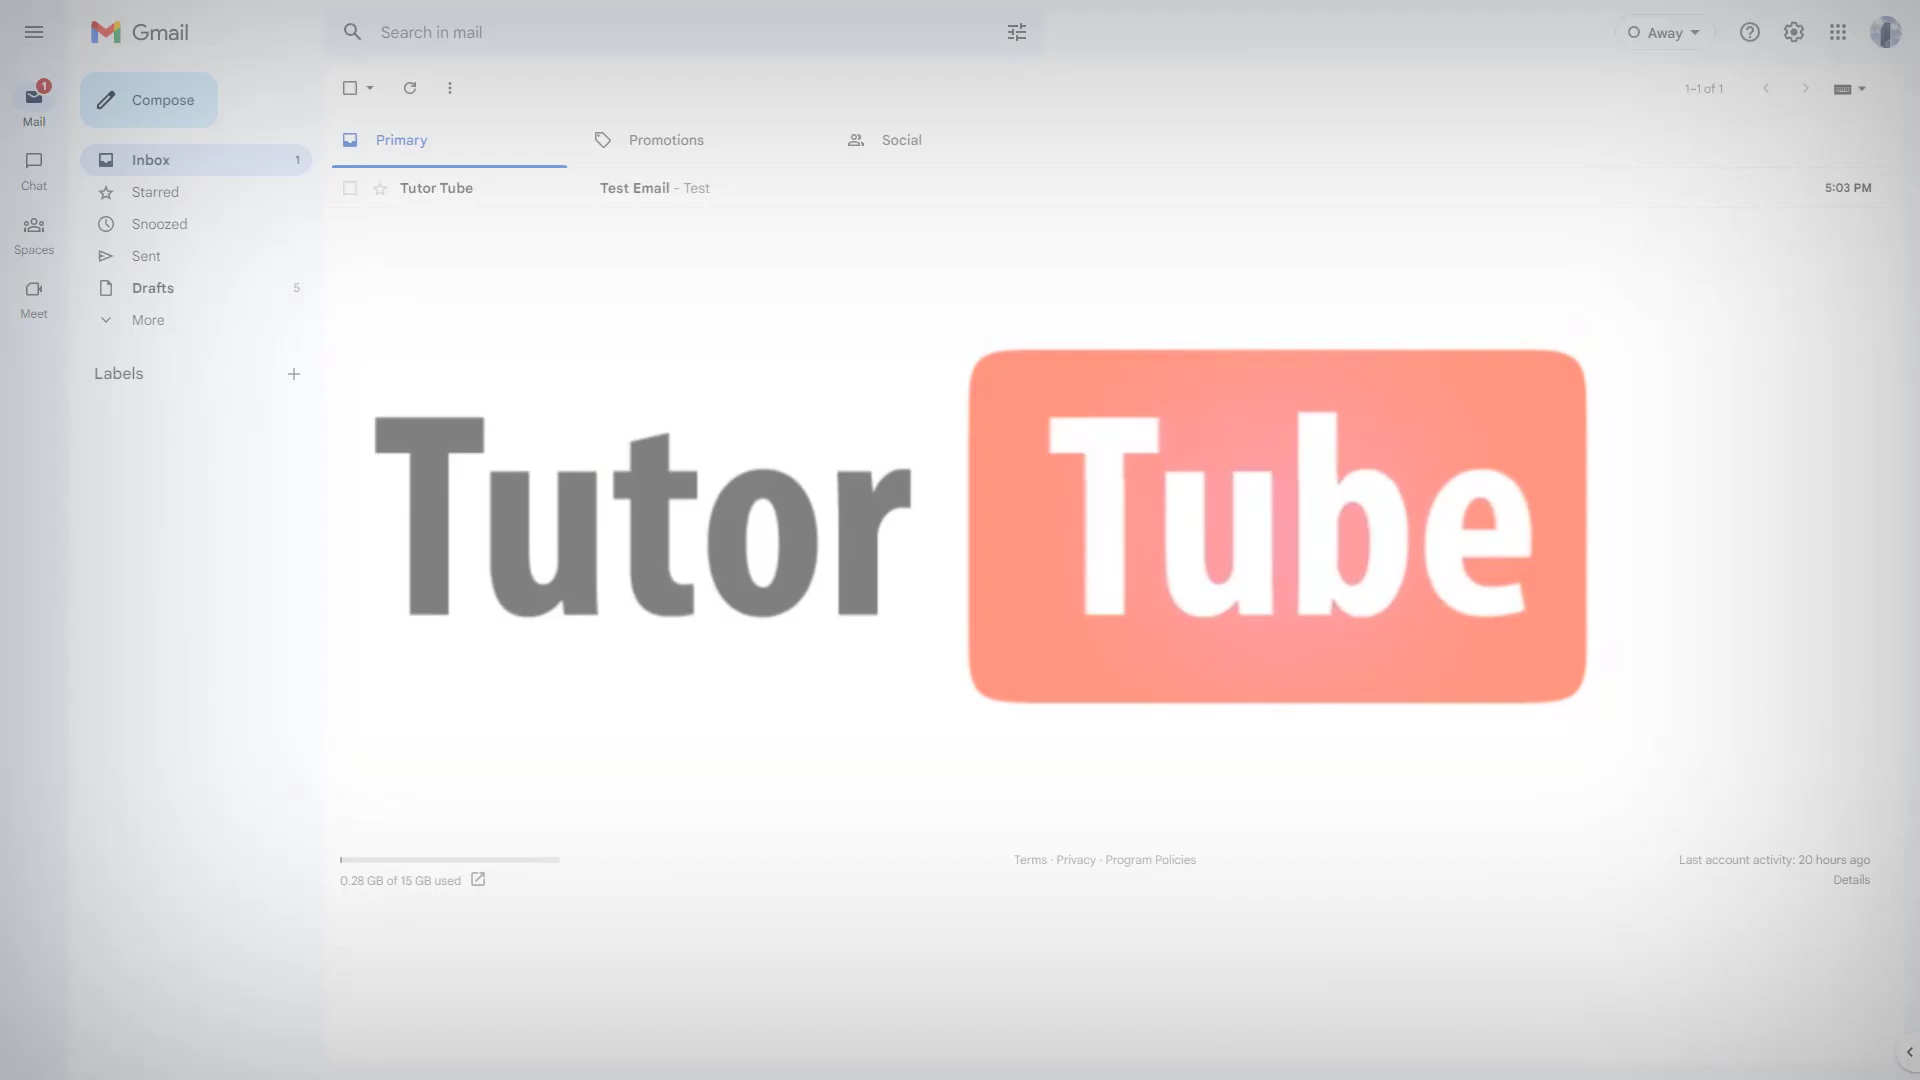 Gmail
Search in mail
Away
1
Mail
Compose
1–1 of 1
Primary
Promotions
Social
Inbox 1
Tutor Tube Test Email - Test 5:03 PM
Chat
Starred
Snoozed
Spaces
Sent
Drafts 5
Meet
More
Labels
Tutor Tube
Terms · Privacy · Program Policies
Last account activity: 20 hours ago
0.28 GB of 15 GB used
Details